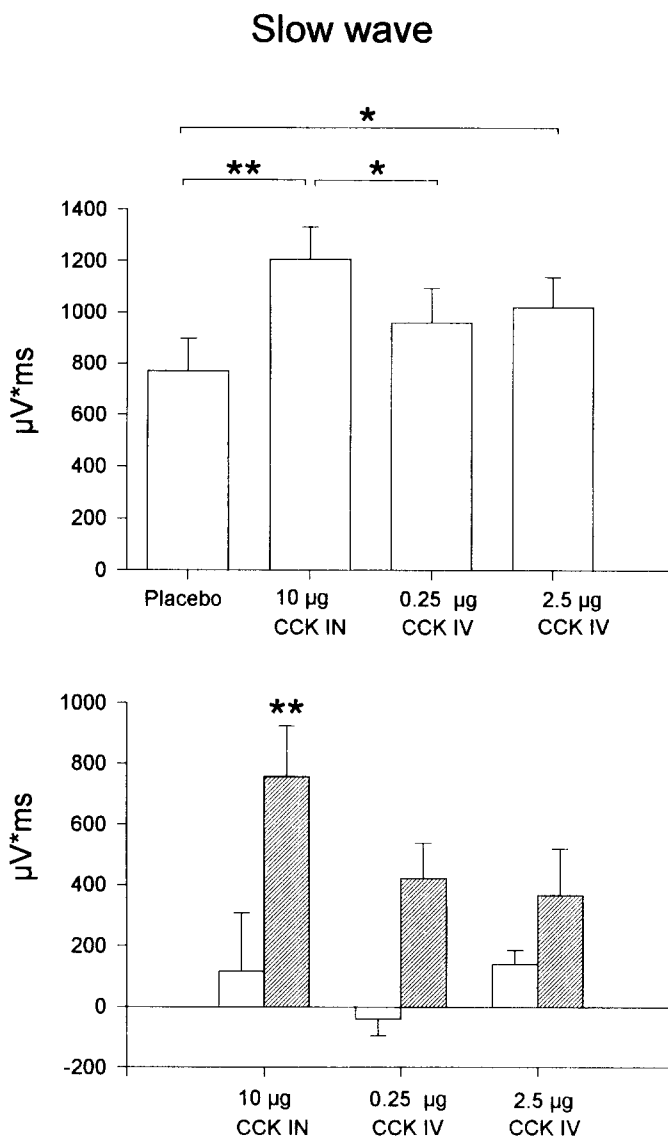 Slow wave
*
** *
1400
1200
1000
800
600
400
200
0
µV*ms
Placebo 10 µg 0.25 µg 2.5 µg
CCK IN CCK IV CCK IV
1000
800
600
400
200
0
-200
µV*ms
**
10 µg 0.25 µg 2.5 µg
CCK IN CCK IV CCK IV